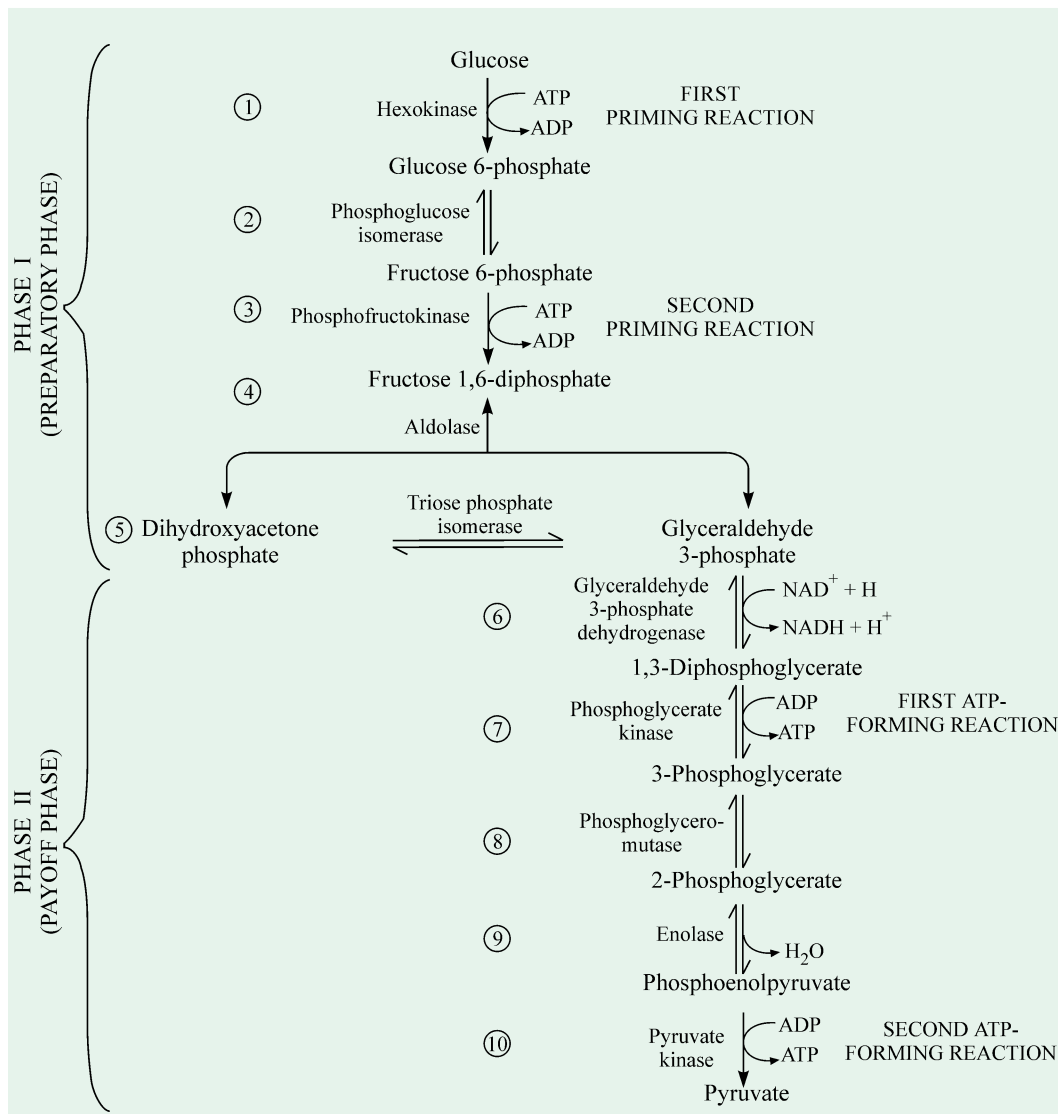 PHASE I
(PREPARATORY PHASE)
Glucose
①
Hexokinase
ATP
ADP
FIRST
PRIMING REACTION
Glucose 6-phosphate
②
Phosphoglucose
isomerase
Fructose 6-phosphate
③
Phosphofructokinase
ATP
ADP
SECOND
PRIMING REACTION
Fructose 1,6-diphosphate
④
Aldolase
⑤
Dihydroxyacetone
phosphate
Triose phosphate
isomerase
Glyceraldehyde
3-phosphate
PHASE II
(PAYOFF PHASE)
⑥
Glyceraldehyde
3-phosphate
dehydrogenase
NAD⁺ + H
NADH + H⁺
1,3-Diphosphoglycerate
⑦
Phosphoglycerate
kinase
ADP
ATP
FIRST ATP-
FORMING REACTION
3-Phosphoglycerate
⑧
Phosphoglycero-
mutase
2-Phosphoglycerate
⑨
Enolase
H₂O
Phosphoenolpyruvate
⑩
Pyruvate
kinase
ADP
ATP
SECOND ATP-
FORMING REACTION
Pyruvate